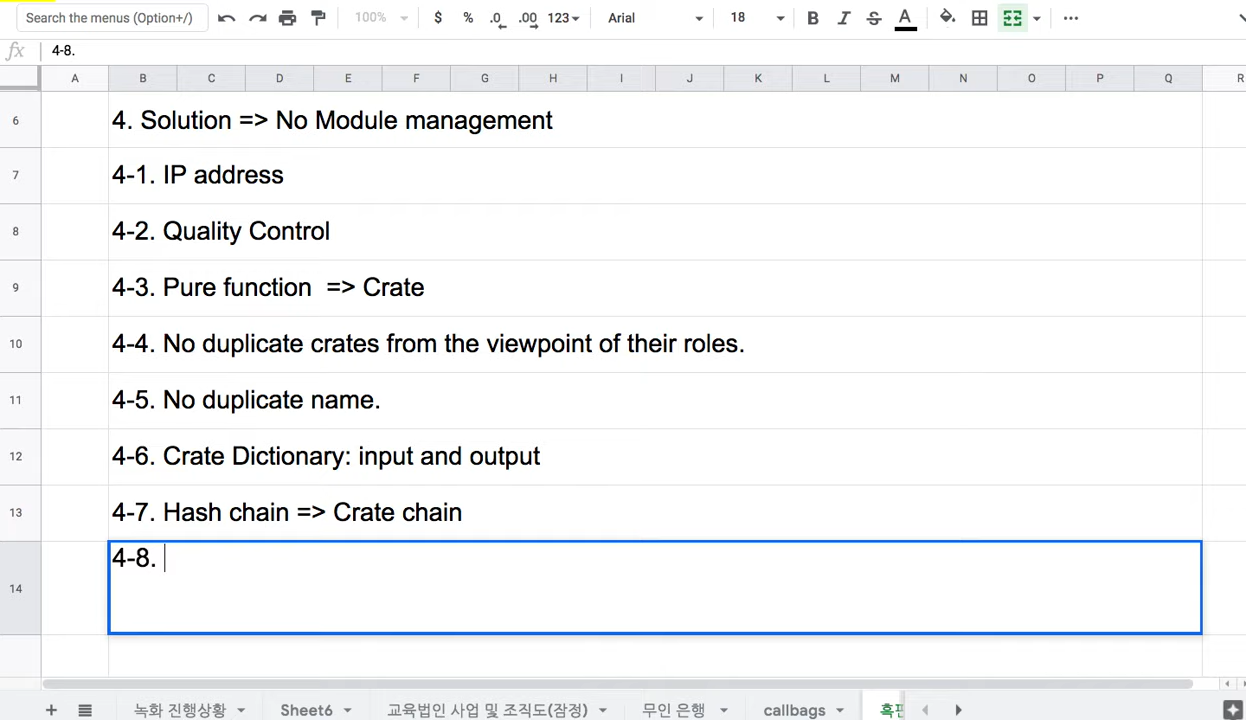 Search the menus (Option+/) 100% $ % .0 .00 123 Arial 18 B I S A
fx 4-8.
A B C D E F G H I J K L M N O P Q R
6 4. Solution => No Module management
7 4-1. IP address
8 4-2. Quality Control
9 4-3. Pure function => Crate
10 4-4. No duplicate crates from the viewpoint of their roles.
11 4-5. No duplicate name.
12 4-6. Crate Dictionary: input and output
13 4-7. Hash chain => Crate chain
14 4-8.
녹화 진행상황 Sheet6 교육법인 사업 및 조직도(잠정) 무인 은행 callbags